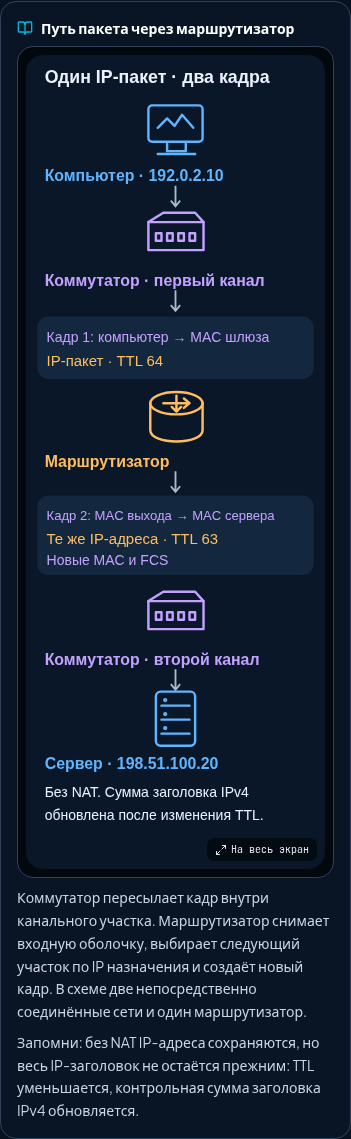 Путь пакета через маршрутизатор
Один IP-пакет · два кадра
Компьютер · 192.0.2.10
Коммутатор · первый канал
Кадр 1: компьютер → MAC шлюза
IP-пакет · TTL 64
Маршрутизатор
Кадр 2: MAC выхода → MAC сервера
Те же IP-адреса · TTL 63
Новые MAC и FCS
Коммутатор · второй канал
Сервер · 198.51.100.20
Без NAT. Сумма заголовка IPv4
обновлена после изменения TTL.
На весь экран
Коммутатор пересылает кадр внутри
канального участка. Маршрутизатор снимает
входную оболочку, выбирает следующий
участок по IP назначения и создаёт новый
кадр. В схеме две непосредственно
соединённые сети и один маршрутизатор.
Запомни: без NAT IP-адреса сохраняются, но
весь IP-заголовок не остаётся прежним: TTL
уменьшается, контрольная сумма заголовка
IPv4 обновляется.